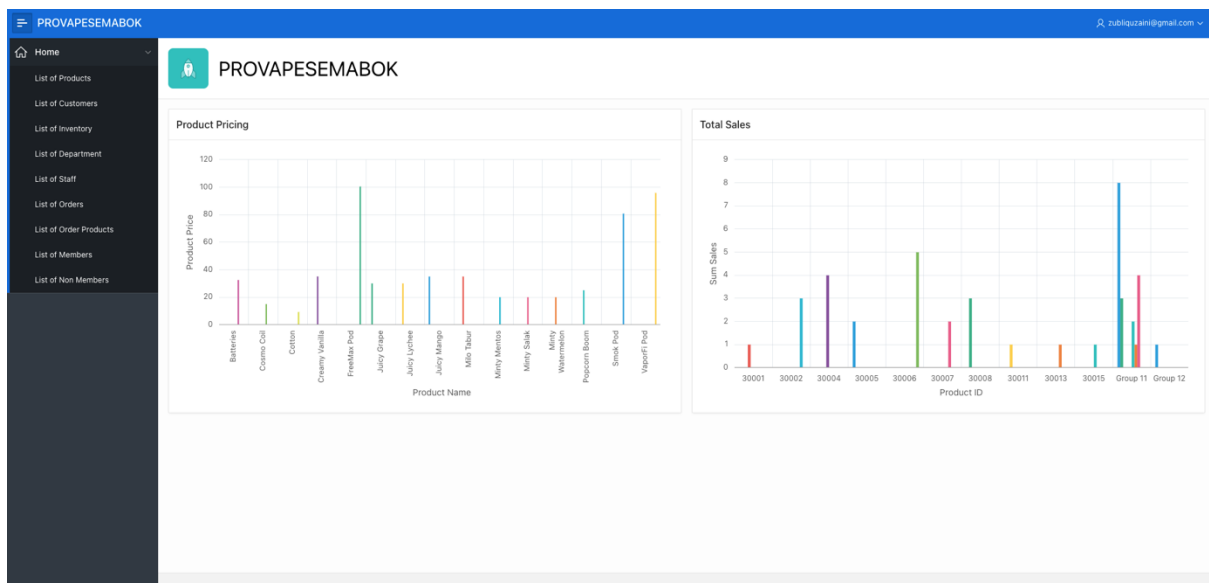 PROVAPESEMABOK
zubliquzaini@gmail.com
Home
List of Products
List of Customers
List of Inventory
List of Department
List of Staff
List of Orders
List of Order Products
List of Members
List of Non Members
PROVAPESEMABOK
Product Pricing
120
100
80
60
40
20
0
Product Price
Batteries
Cosmo Coil
Cotton
Creamy Vanilla
FreeMax Pod
Juicy Grape
Juicy Lychee
Juicy Mango
Milo Tabur
Minty Mentos
Minty Salak
Minty
Watermelon
Popcorn Boom
Smok Pod
VaporFi Pod
Product Name
Total Sales
9
8
7
6
5
4
3
2
1
0
Sum Sales
30001
30002
30004
30005
30006
30007
30008
30011
30013
30015
Group 11
Group 12
Product ID